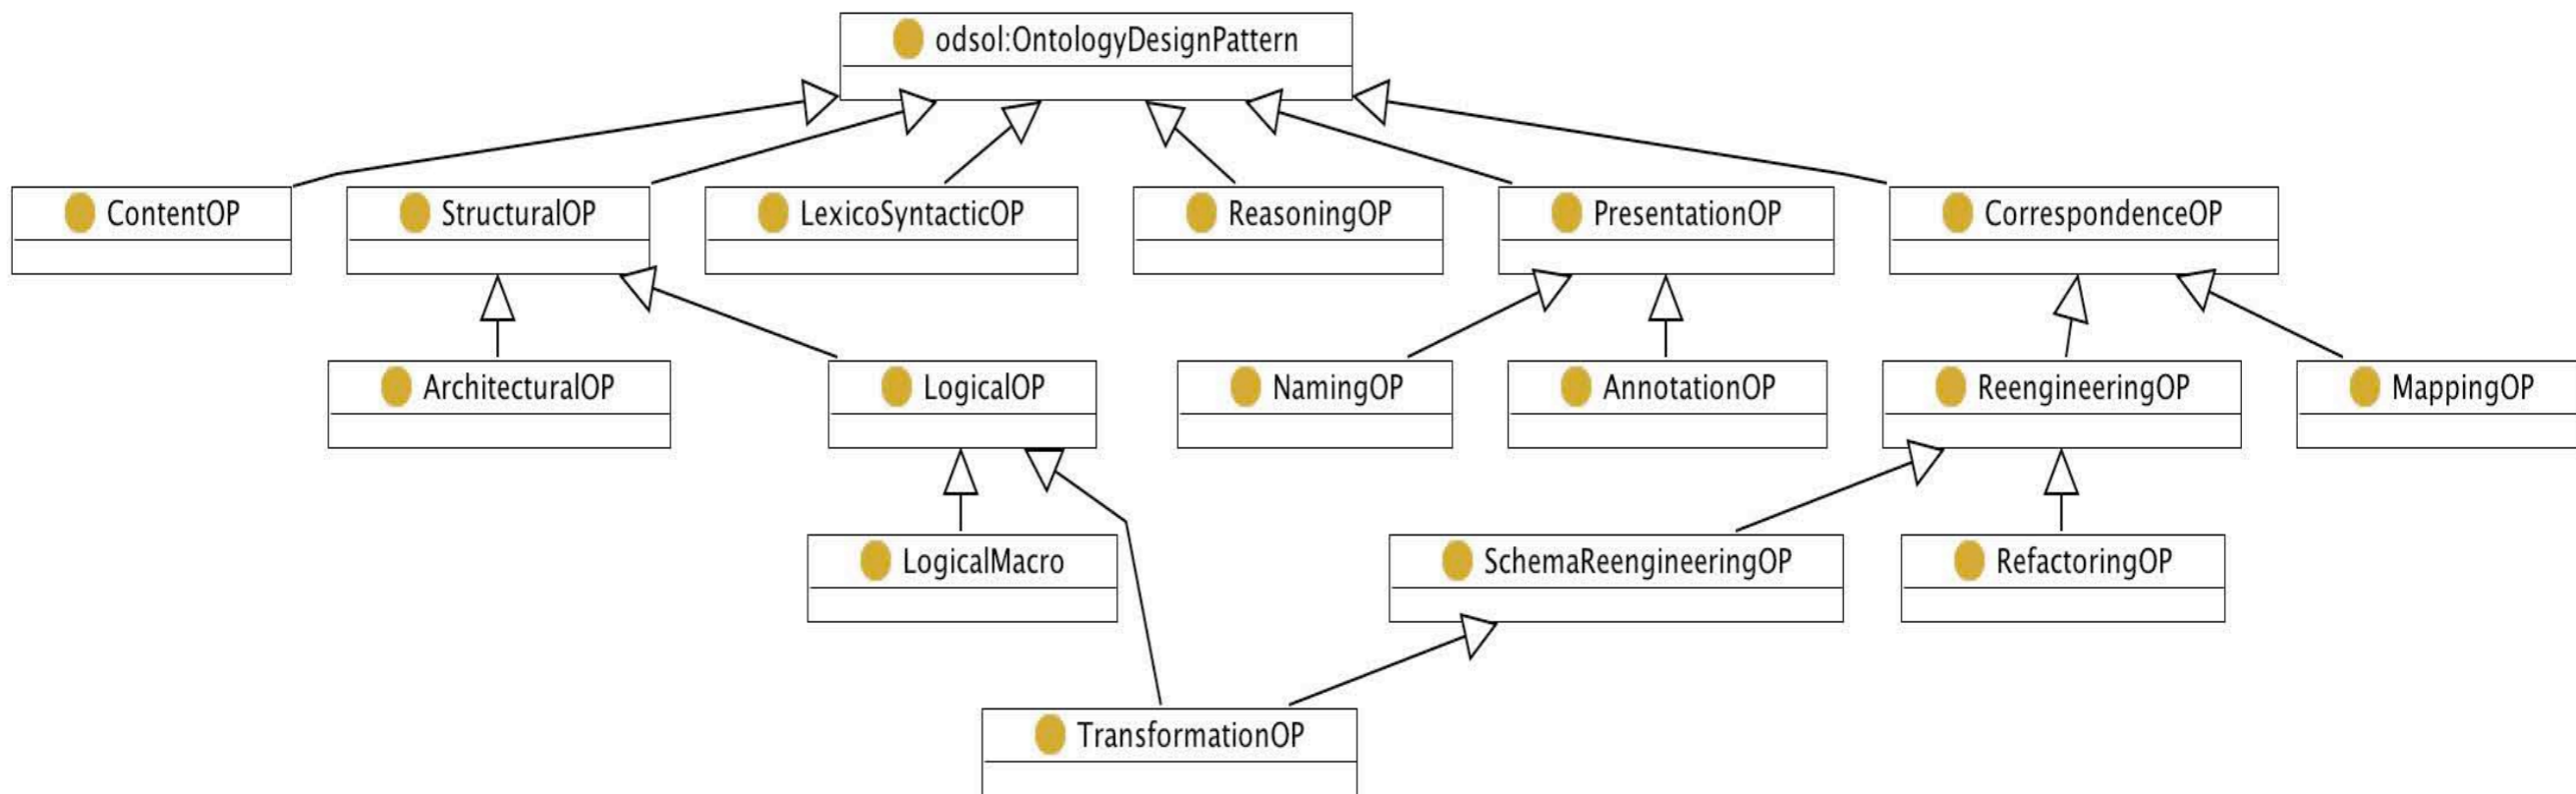 odsol:OntologyDesignPattern
ContentOP
StructuralOP
LexicoSyntacticOP
ReasoningOP
PresentationOP
CorrespondenceOP
ArchitecturalOP
LogicalOP
NamingOP
AnnotationOP
ReengineeringOP
MappingOP
LogicalMacro
SchemaReengineeringOP
RefactoringOP
TransformationOP